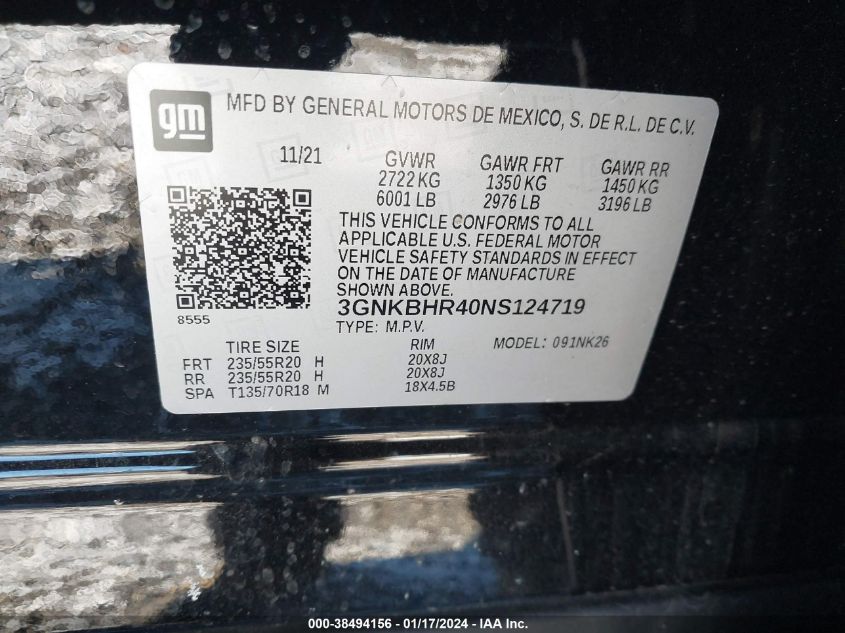 gm
MFD BY GENERAL MOTORS DE MEXICO, S. DE R.L. DE C.V.
11/21 GVWR GAWR FRT GAWR RR
2722 KG 1350 KG 1450 KG
6001 LB 2976 LB 3196 LB
THIS VEHICLE CONFORMS TO ALL
APPLICABLE U.S. FEDERAL MOTOR
VEHICLE SAFETY STANDARDS IN EFFECT
ON THE DATE OF MANUFACTURE
SHOWN ABOVE.
8555
3GNKBHR40NS124719
TYPE: M.P.V. MODEL: 091NK26
TIRE SIZE RIM
FRT 235/55R20 H 20X8J
RR 235/55R20 H 20X8J
SPA T135/70R18 M 18X4.5B
000-38494156 - 01/17/2024 - IAA Inc.